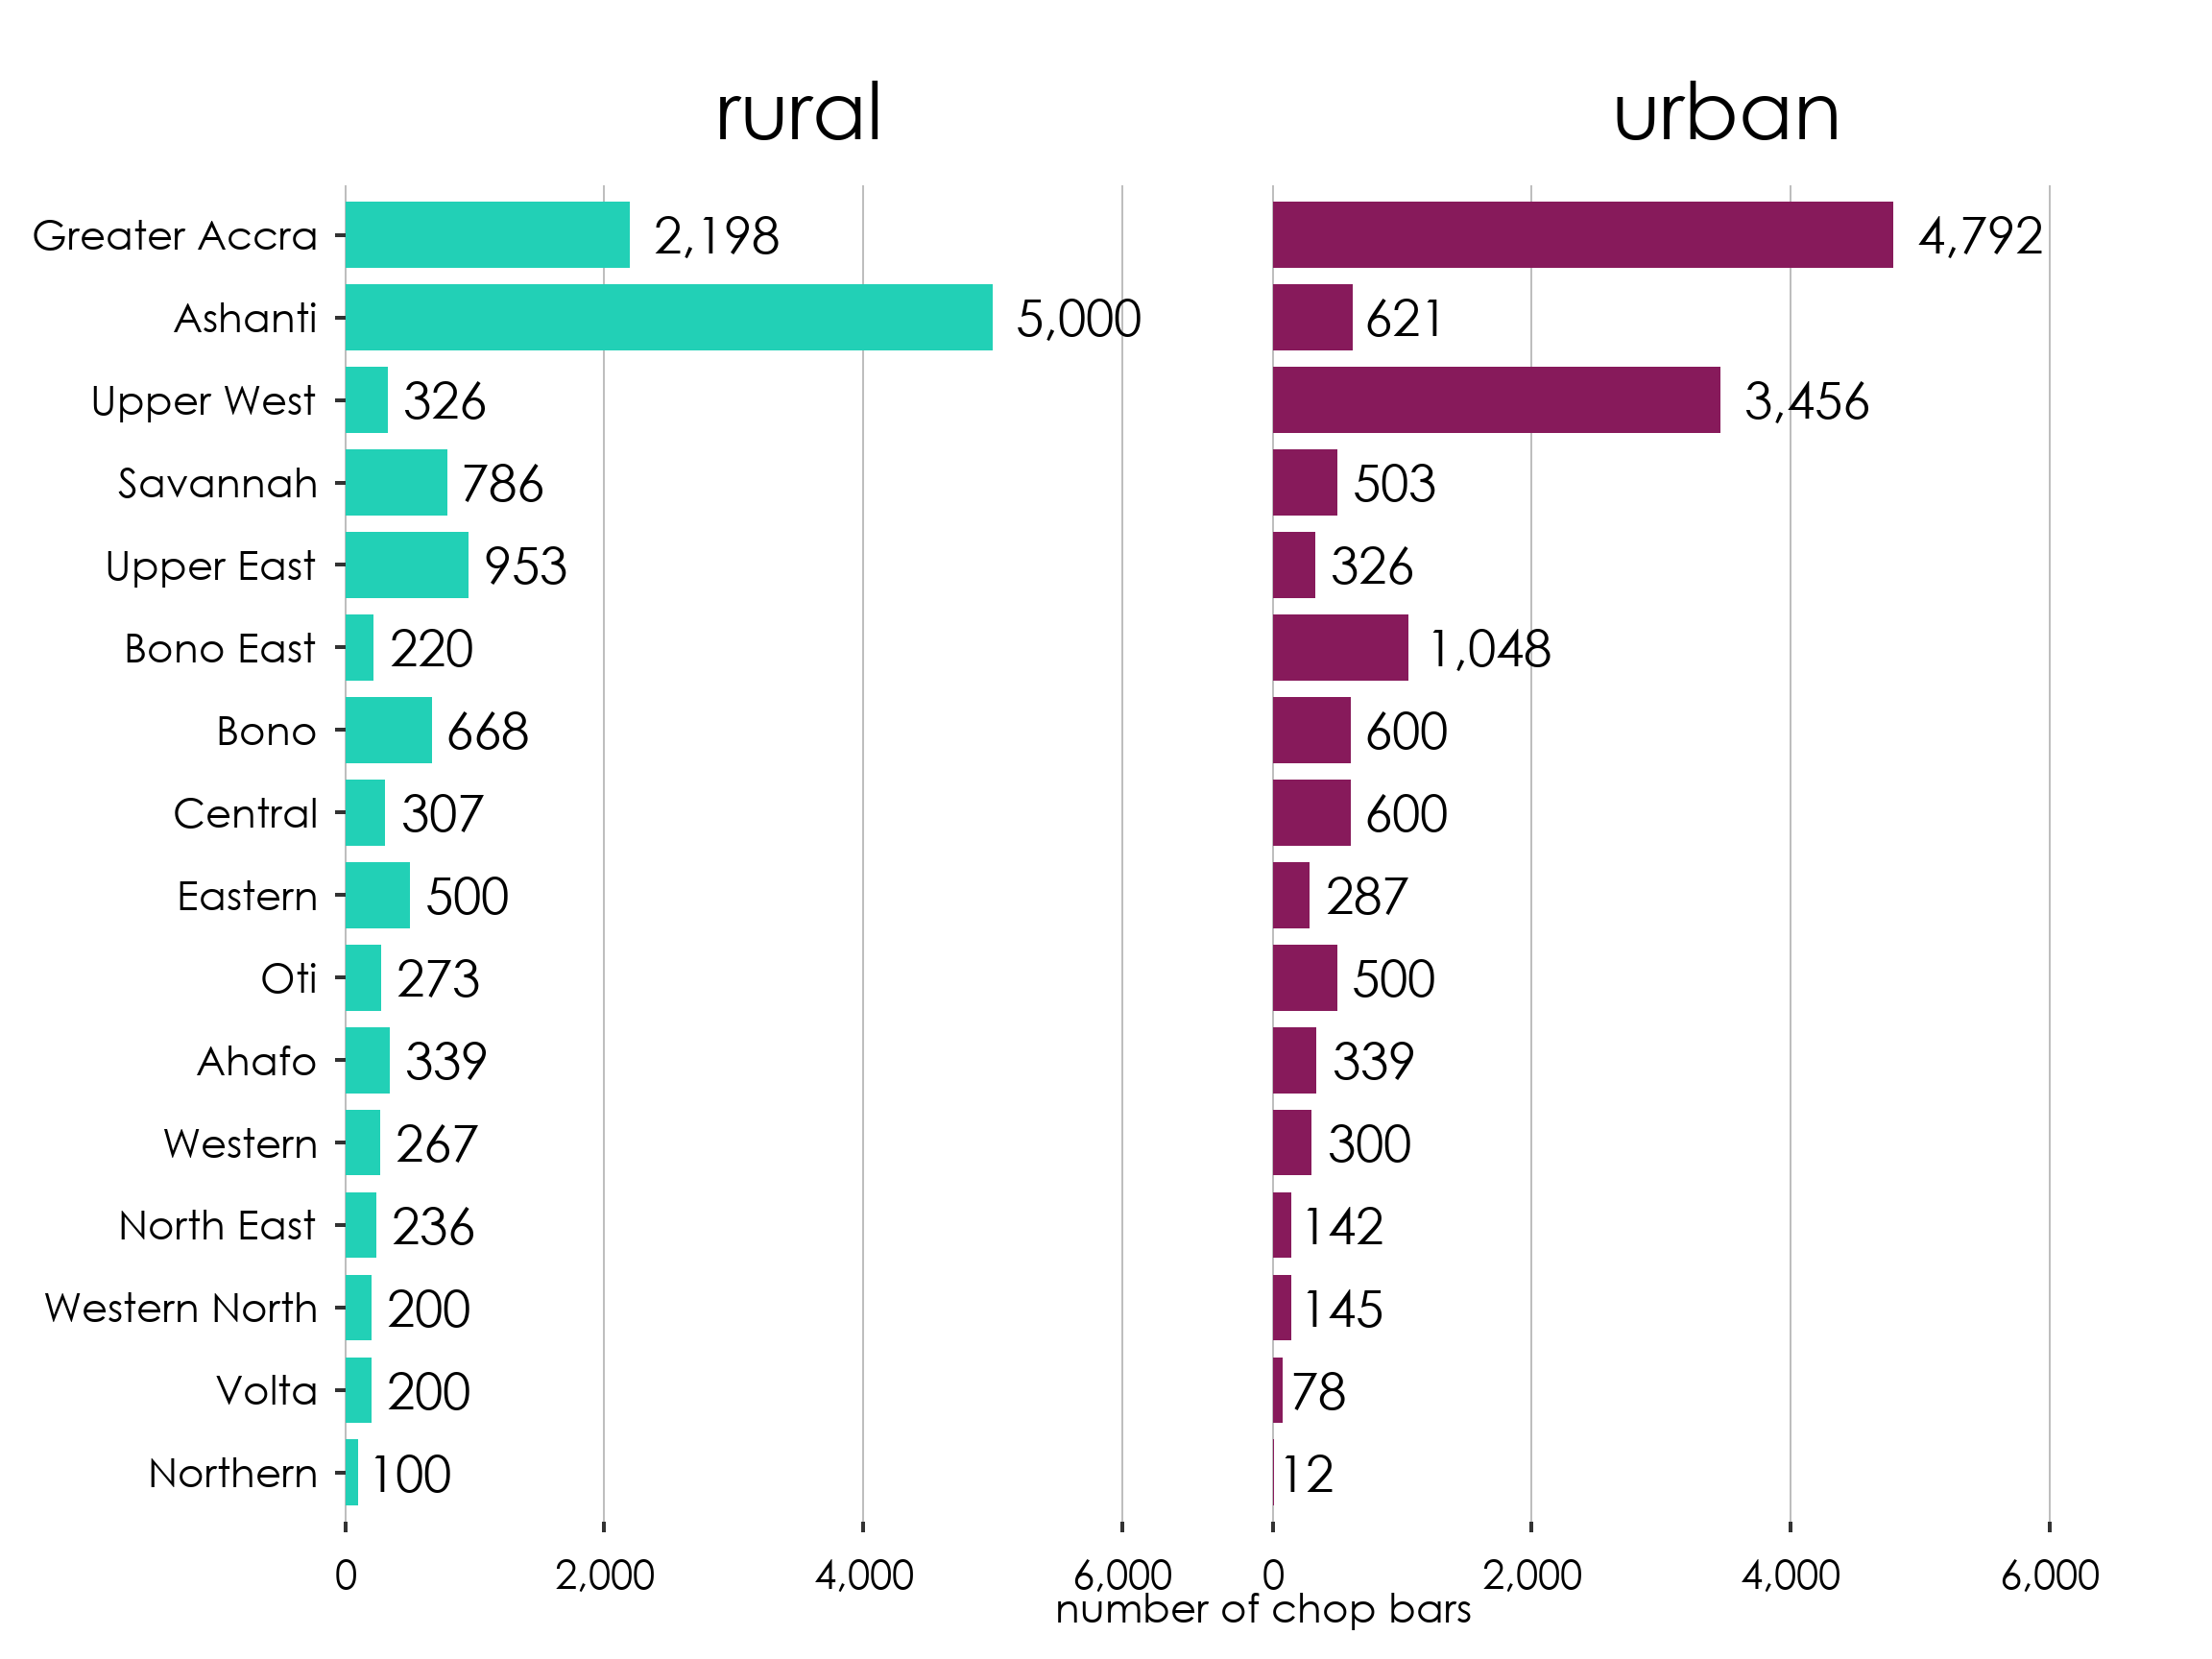 rural urban
Greater Accra 2,198 4,792
Ashanti 5,000 621
Upper West 326 3,456
Savannah 786 503
Upper East 953 326
Bono East 220 1,048
Bono 668 600
Central 307 600
Eastern 500 287
Oti 273 500
Ahafo 339 339
Western 267 300
North East 236 142
Western North 200 145
Volta 200 78
Northern 100 12
0 2,000 4,000 6,000 0 2,000 4,000 6,000
number of chop bars